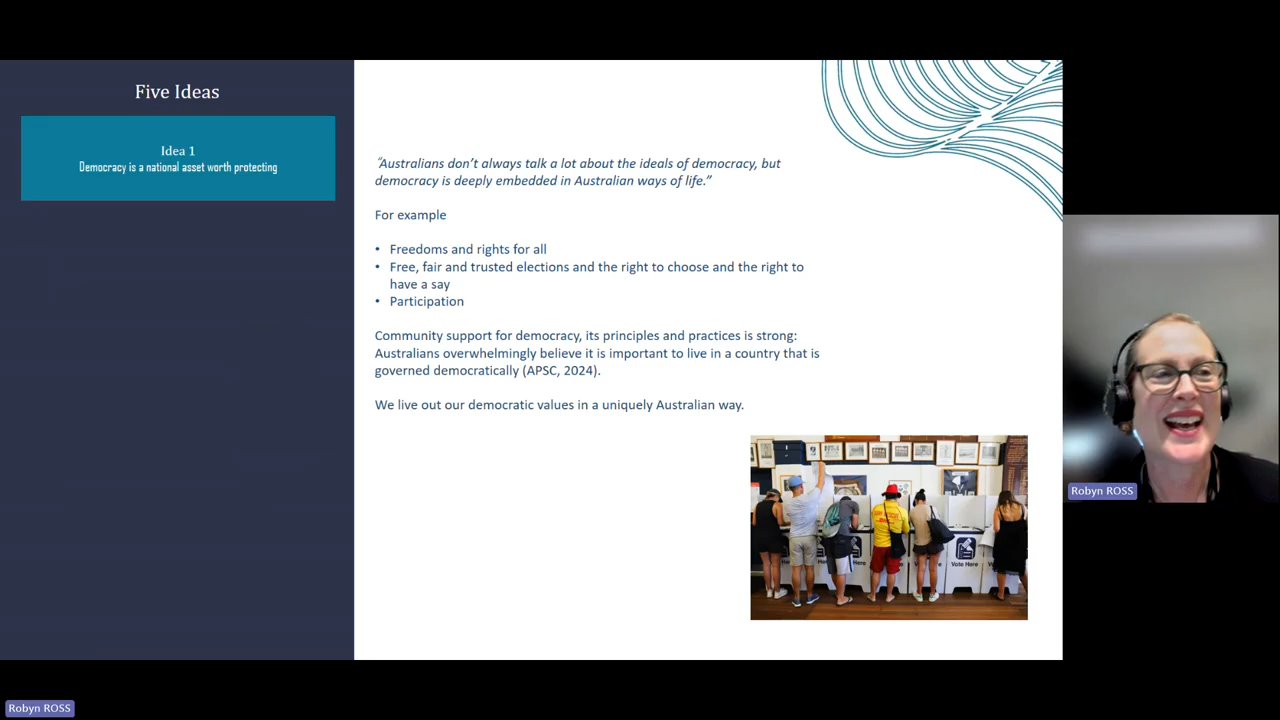 Five Ideas
Idea 1
Democracy is a national asset worth protecting
"Australians don't always talk a lot about the ideals of democracy, but
democracy is deeply embedded in Australian ways of life."
For example
• Freedoms and rights for all
• Free, fair and trusted elections and the right to choose and the right to
have a say
• Participation
Community support for democracy, its principles and practices is strong:
Australians overwhelmingly believe it is important to live in a country that is
governed democratically (APSC, 2024).
We live out our democratic values in a uniquely Australian way.
Vote Here
Robyn ROSS
Robyn ROSS